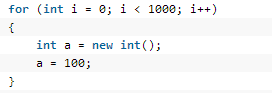 for (int i = 0; i < 1000; i++)
{
    int a = new int();
    a = 100;
}